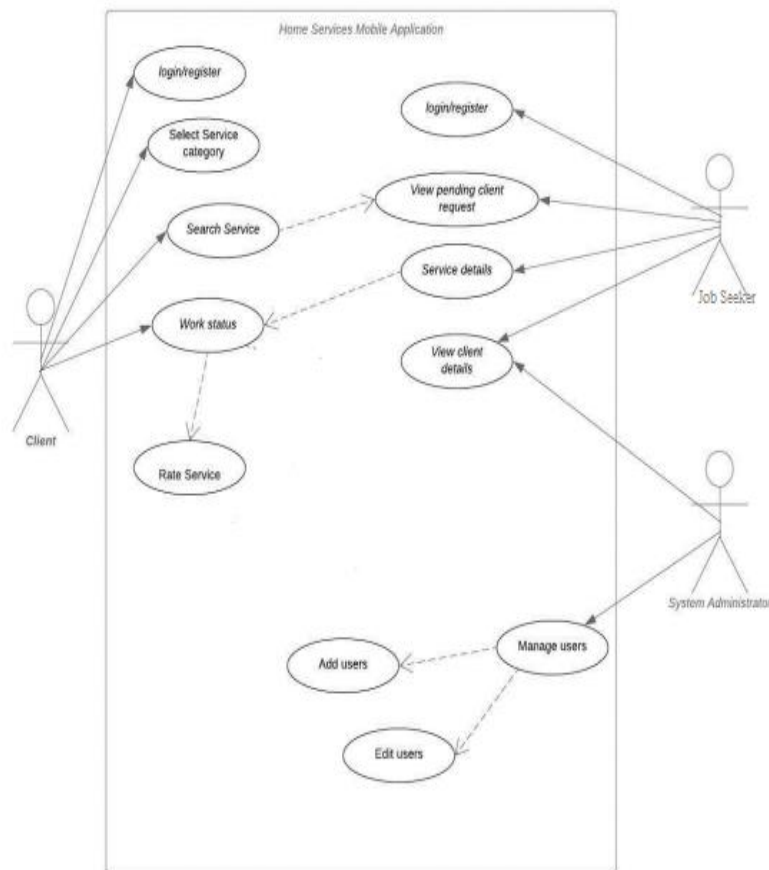 Home Services Mobile Application
login/register
login/register
Select Service
category
View pending client
request
Search Service
Service details
Job Seeker
Work status
View client
details
Client
Rate Service
System Administrator
Manage users
Add users
Edit users